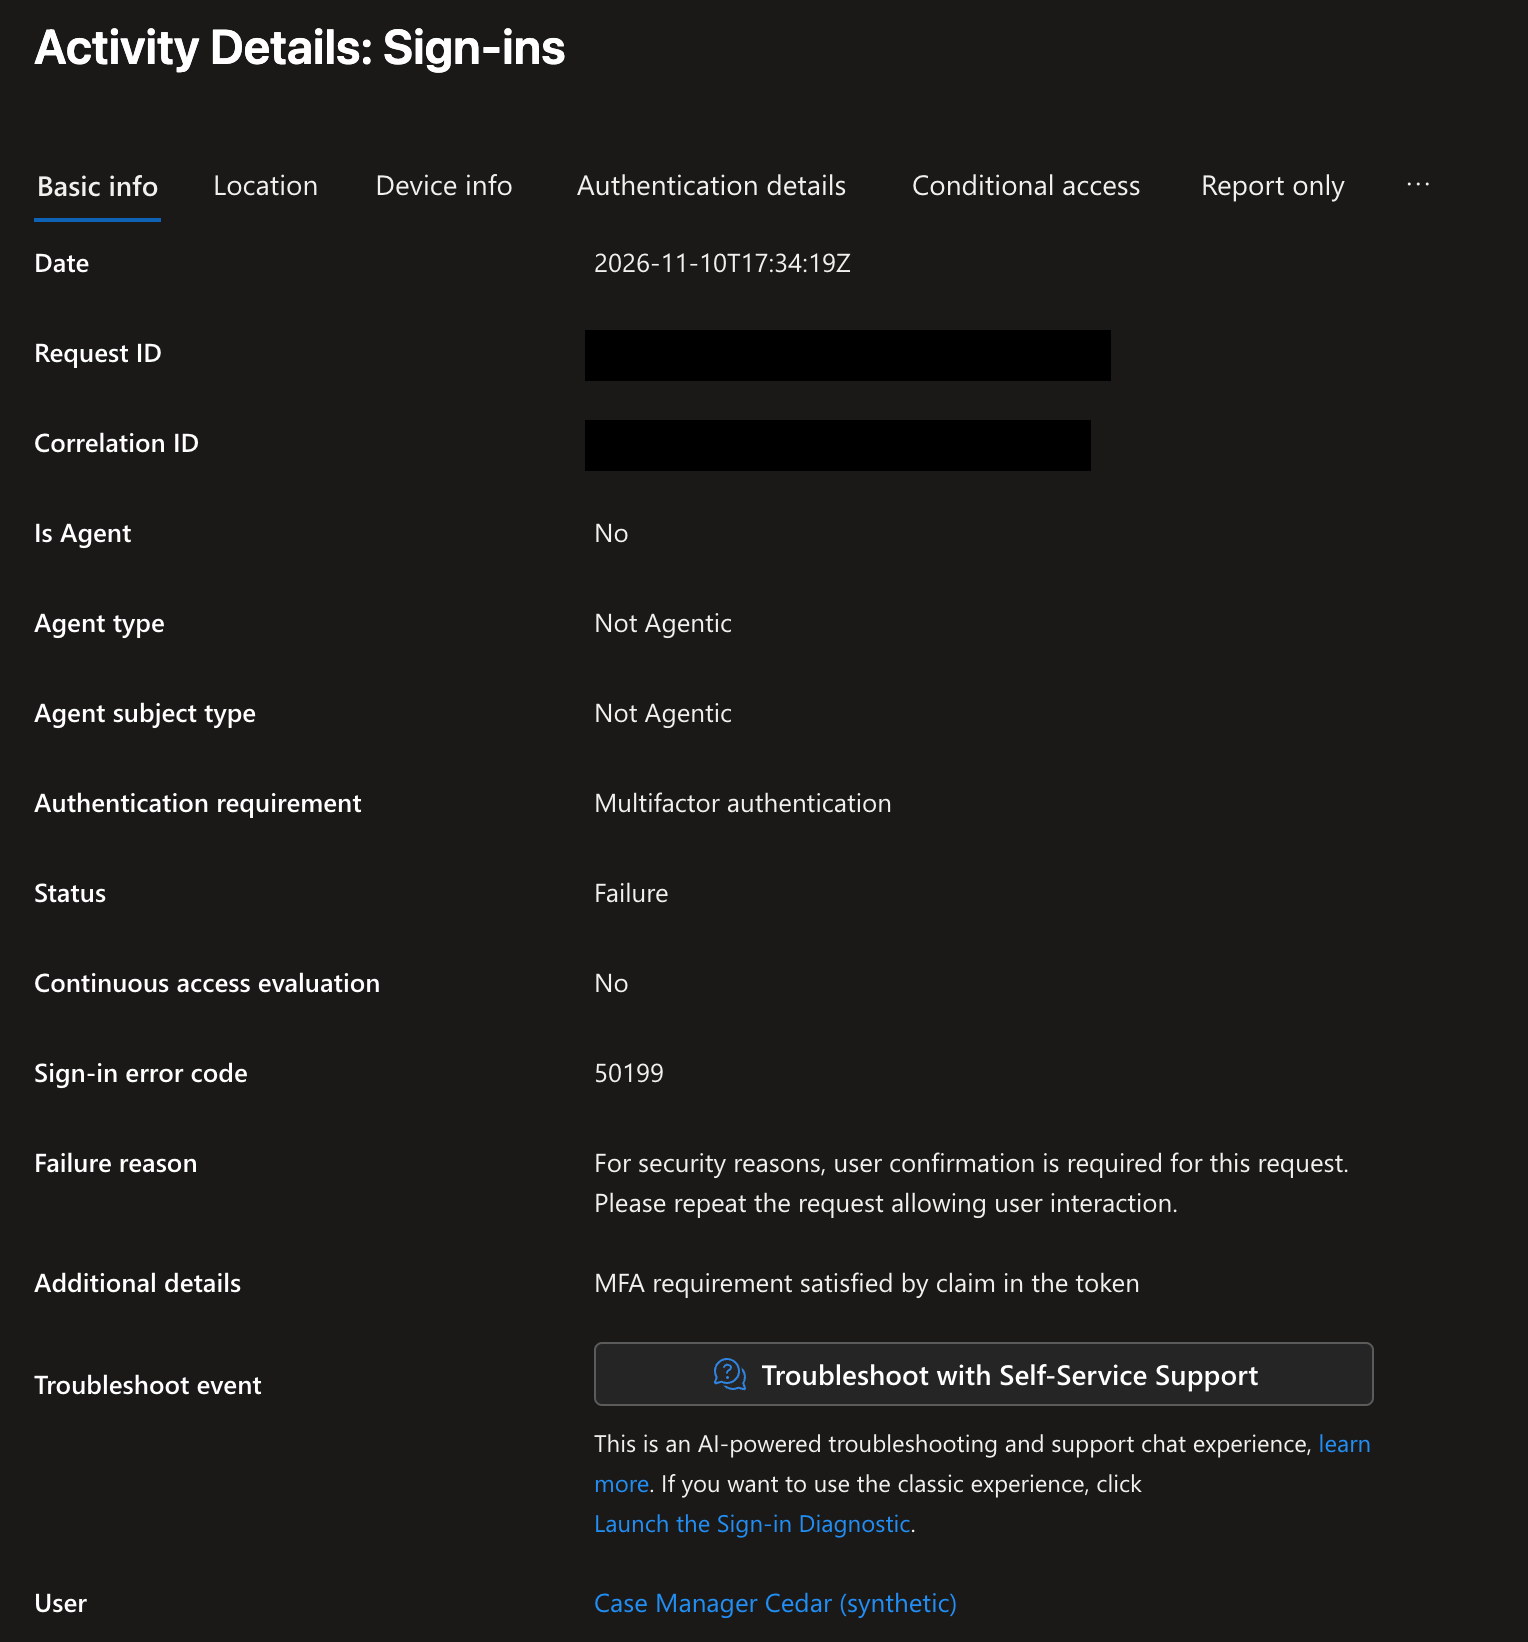 Activity Details: Sign-ins
Basic info Location Device info Authentication details Conditional access Report only ···
Date 2026-11-10T17:34:19Z
Request ID
Correlation ID
Is Agent No
Agent type Not Agentic
Agent subject type Not Agentic
Authentication requirement Multifactor authentication
Status Failure
Continuous access evaluation No
Sign-in error code 50199
Failure reason For security reasons, user confirmation is required for this request.
Please repeat the request allowing user interaction.
Additional details MFA requirement satisfied by claim in the token
Troubleshoot event Troubleshoot with Self-Service Support
This is an AI-powered troubleshooting and support chat experience, learn
more. If you want to use the classic experience, click
Launch the Sign-in Diagnostic.
User Case Manager Cedar (synthetic)